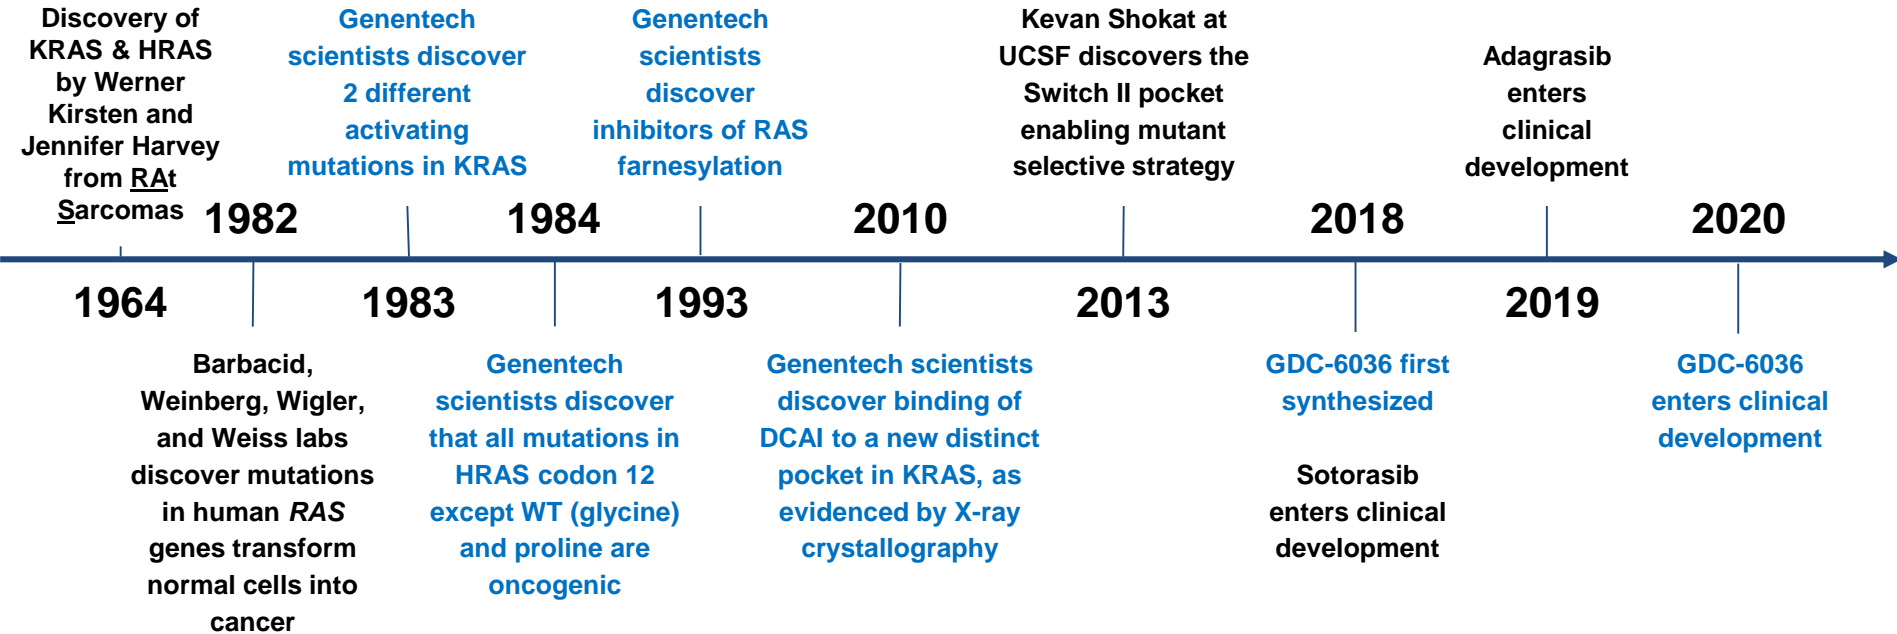 Discovery of
KRAS & HRAS
by Werner
Kirsten and
Jennifer Harvey
from RAt
Sarcomas
1964
1982
Barbacid,
Weinberg, Wigler,
and Weiss labs
discover mutations
in human RAS
genes transform
normal cells into
cancer
Genentech
scientists discover
2 different
activating
mutations in KRAS
1983
1984
Genentech
scientists discover
that all mutations in
HRAS codon 12
except WT (glycine)
and proline are
oncogenic
Genentech
scientists
discover
inhibitors of RAS
farnesylation
1993
2010
Genentech scientists
discover binding of
DCAI to a new distinct
pocket in KRAS, as
evidenced by X-ray
crystallography
Kevan Shokat at
UCSF discovers the
Switch II pocket
enabling mutant
selective strategy
2013
2018
GDC-6036 first
synthesized
Sotorasib
enters clinical
development
Adagrasib
enters
clinical
development
2019
2020
GDC-6036
enters clinical
development